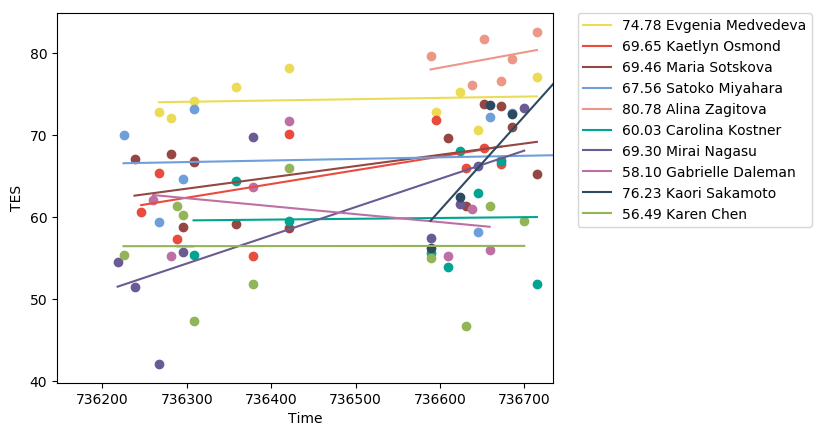 80
70
60
50
40
TES
736200 736300 736400 736500 736600 736700
Time
74.78 Evgenia Medvedeva
69.65 Kaetlyn Osmond
69.46 Maria Sotskova
67.56 Satoko Miyahara
80.78 Alina Zagitova
60.03 Carolina Kostner
69.30 Mirai Nagasu
58.10 Gabrielle Daleman
76.23 Kaori Sakamoto
56.49 Karen Chen